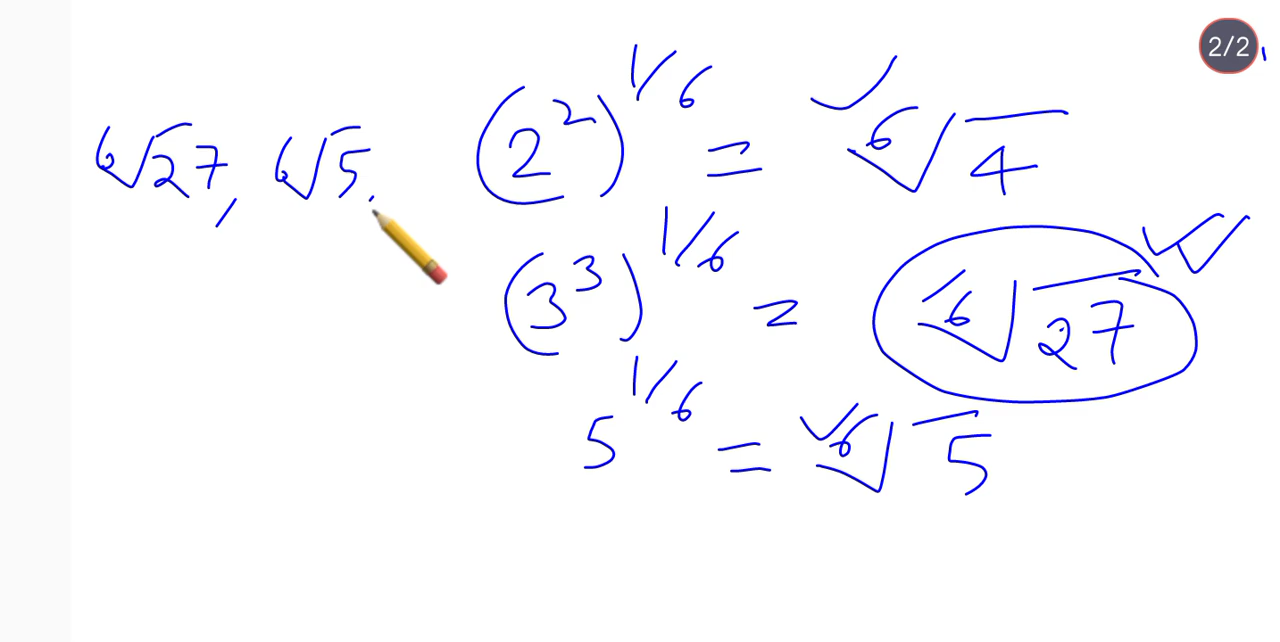 2/2
(2²)^1/6 = ⁶√4
⁶√27, ⁶√5.
(3³)^1/6 = ⁶√27
5^1/6 = ⁶√5